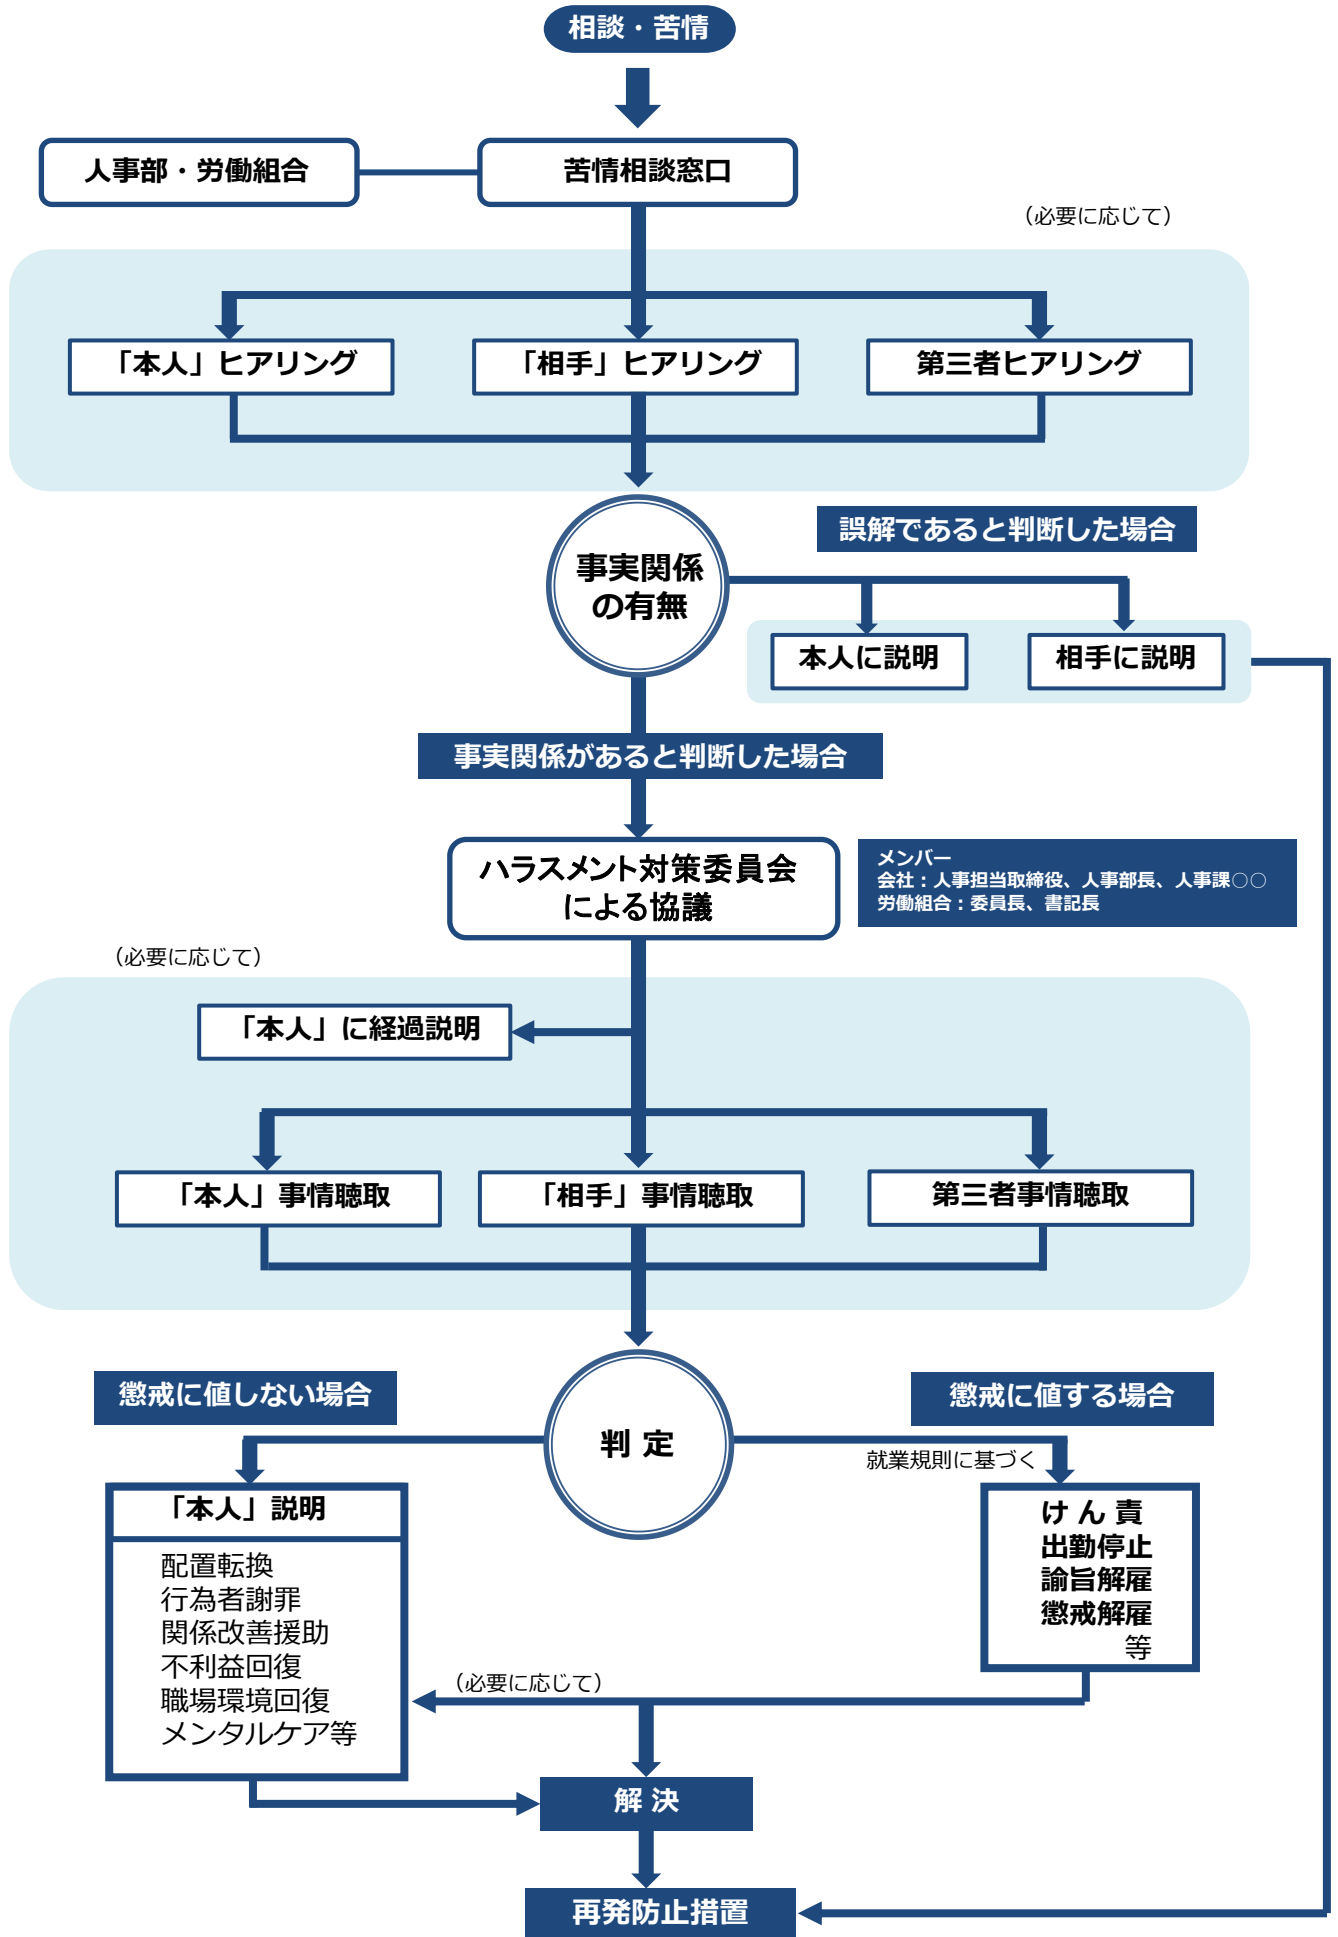 相談・苦情
人事部・労働組合
苦情相談窓口
（必要に応じて）
「本人」ヒアリング
「相手」ヒアリング
第三者ヒアリング
誤解であると判断した場合
事実関係
の有無
本人に説明
相手に説明
事実関係があると判断した場合
ハラスメント対策委員会
による協議
メンバー
会社：人事担当取締役、人事部長、人事課○○
労働組合：委員長、書記長
（必要に応じて）
「本人」に経過説明
「本人」事情聴取
「相手」事情聴取
第三者事情聴取
懲戒に値しない場合
判 定
懲戒に値する場合
就業規則に基づく
「本人」説明
配置転換
行為者謝罪
関係改善援助
不利益回復
職場環境回復
メンタルケア等
けん責
出勤停止
諭旨解雇
懲戒解雇
等
（必要に応じて）
解 決
再発防止措置